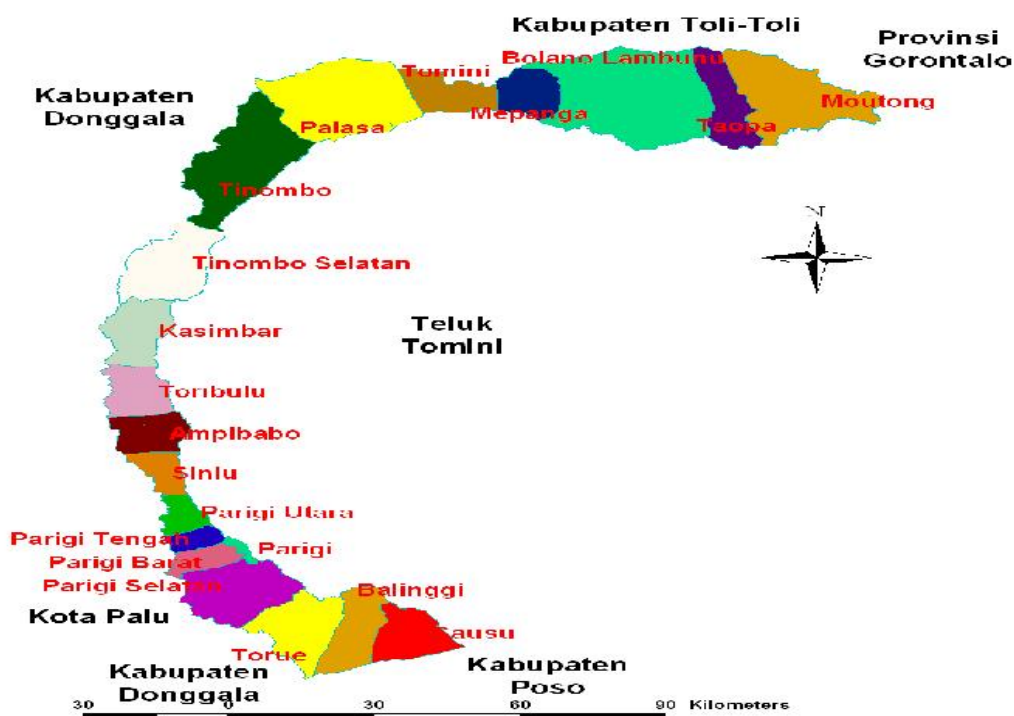 Kabupaten Toli-Toli
Provinsi
Gorontalo
Bolano Lambunu
Tomini
Kabupaten
Donggala
Mepanga
Moutong
Palasa
Taopa
Tinombo
N
Tinombo Selatan
Kasimbar
Teluk
Tomini
Toribulu
Ampibabo
Siniu
Parigi Utara
Parigi Tengah
Parigi
Parigi Barat
Parigi Selatan
Balinggi
Kota Palu
Sausu
Torue
Kabupaten
Donggala
Kabupaten
Poso
30 0 30 60 90 Kilometers